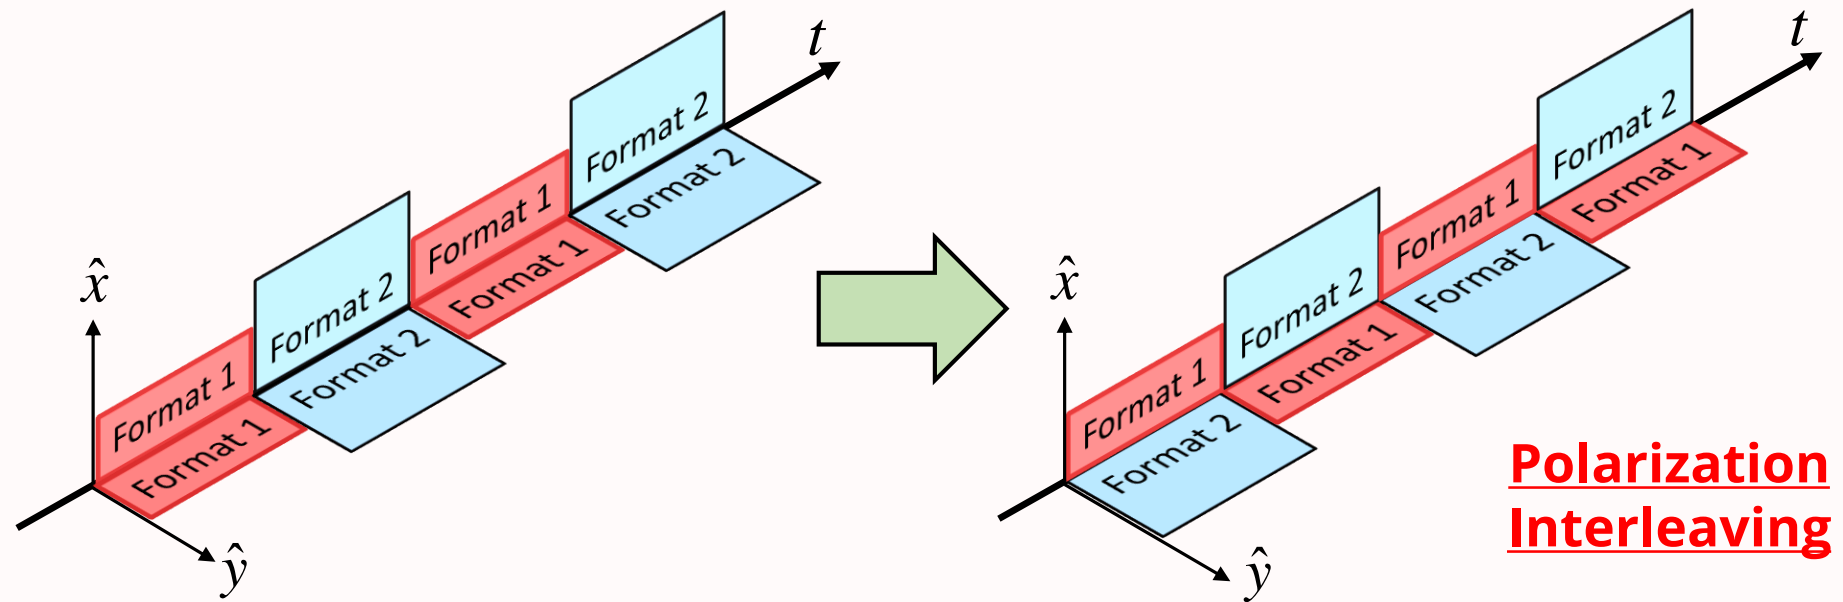 t
Format 2
Format 2
Format 1
Format 1
Format 2
Format 2
Format 1
Format 1
x̂
ŷ
t
Format 2
Format 1
Format 1
Format 2
Format 2
Format 1
Format 1
Format 2
x̂
ŷ
Polarization
Interleaving